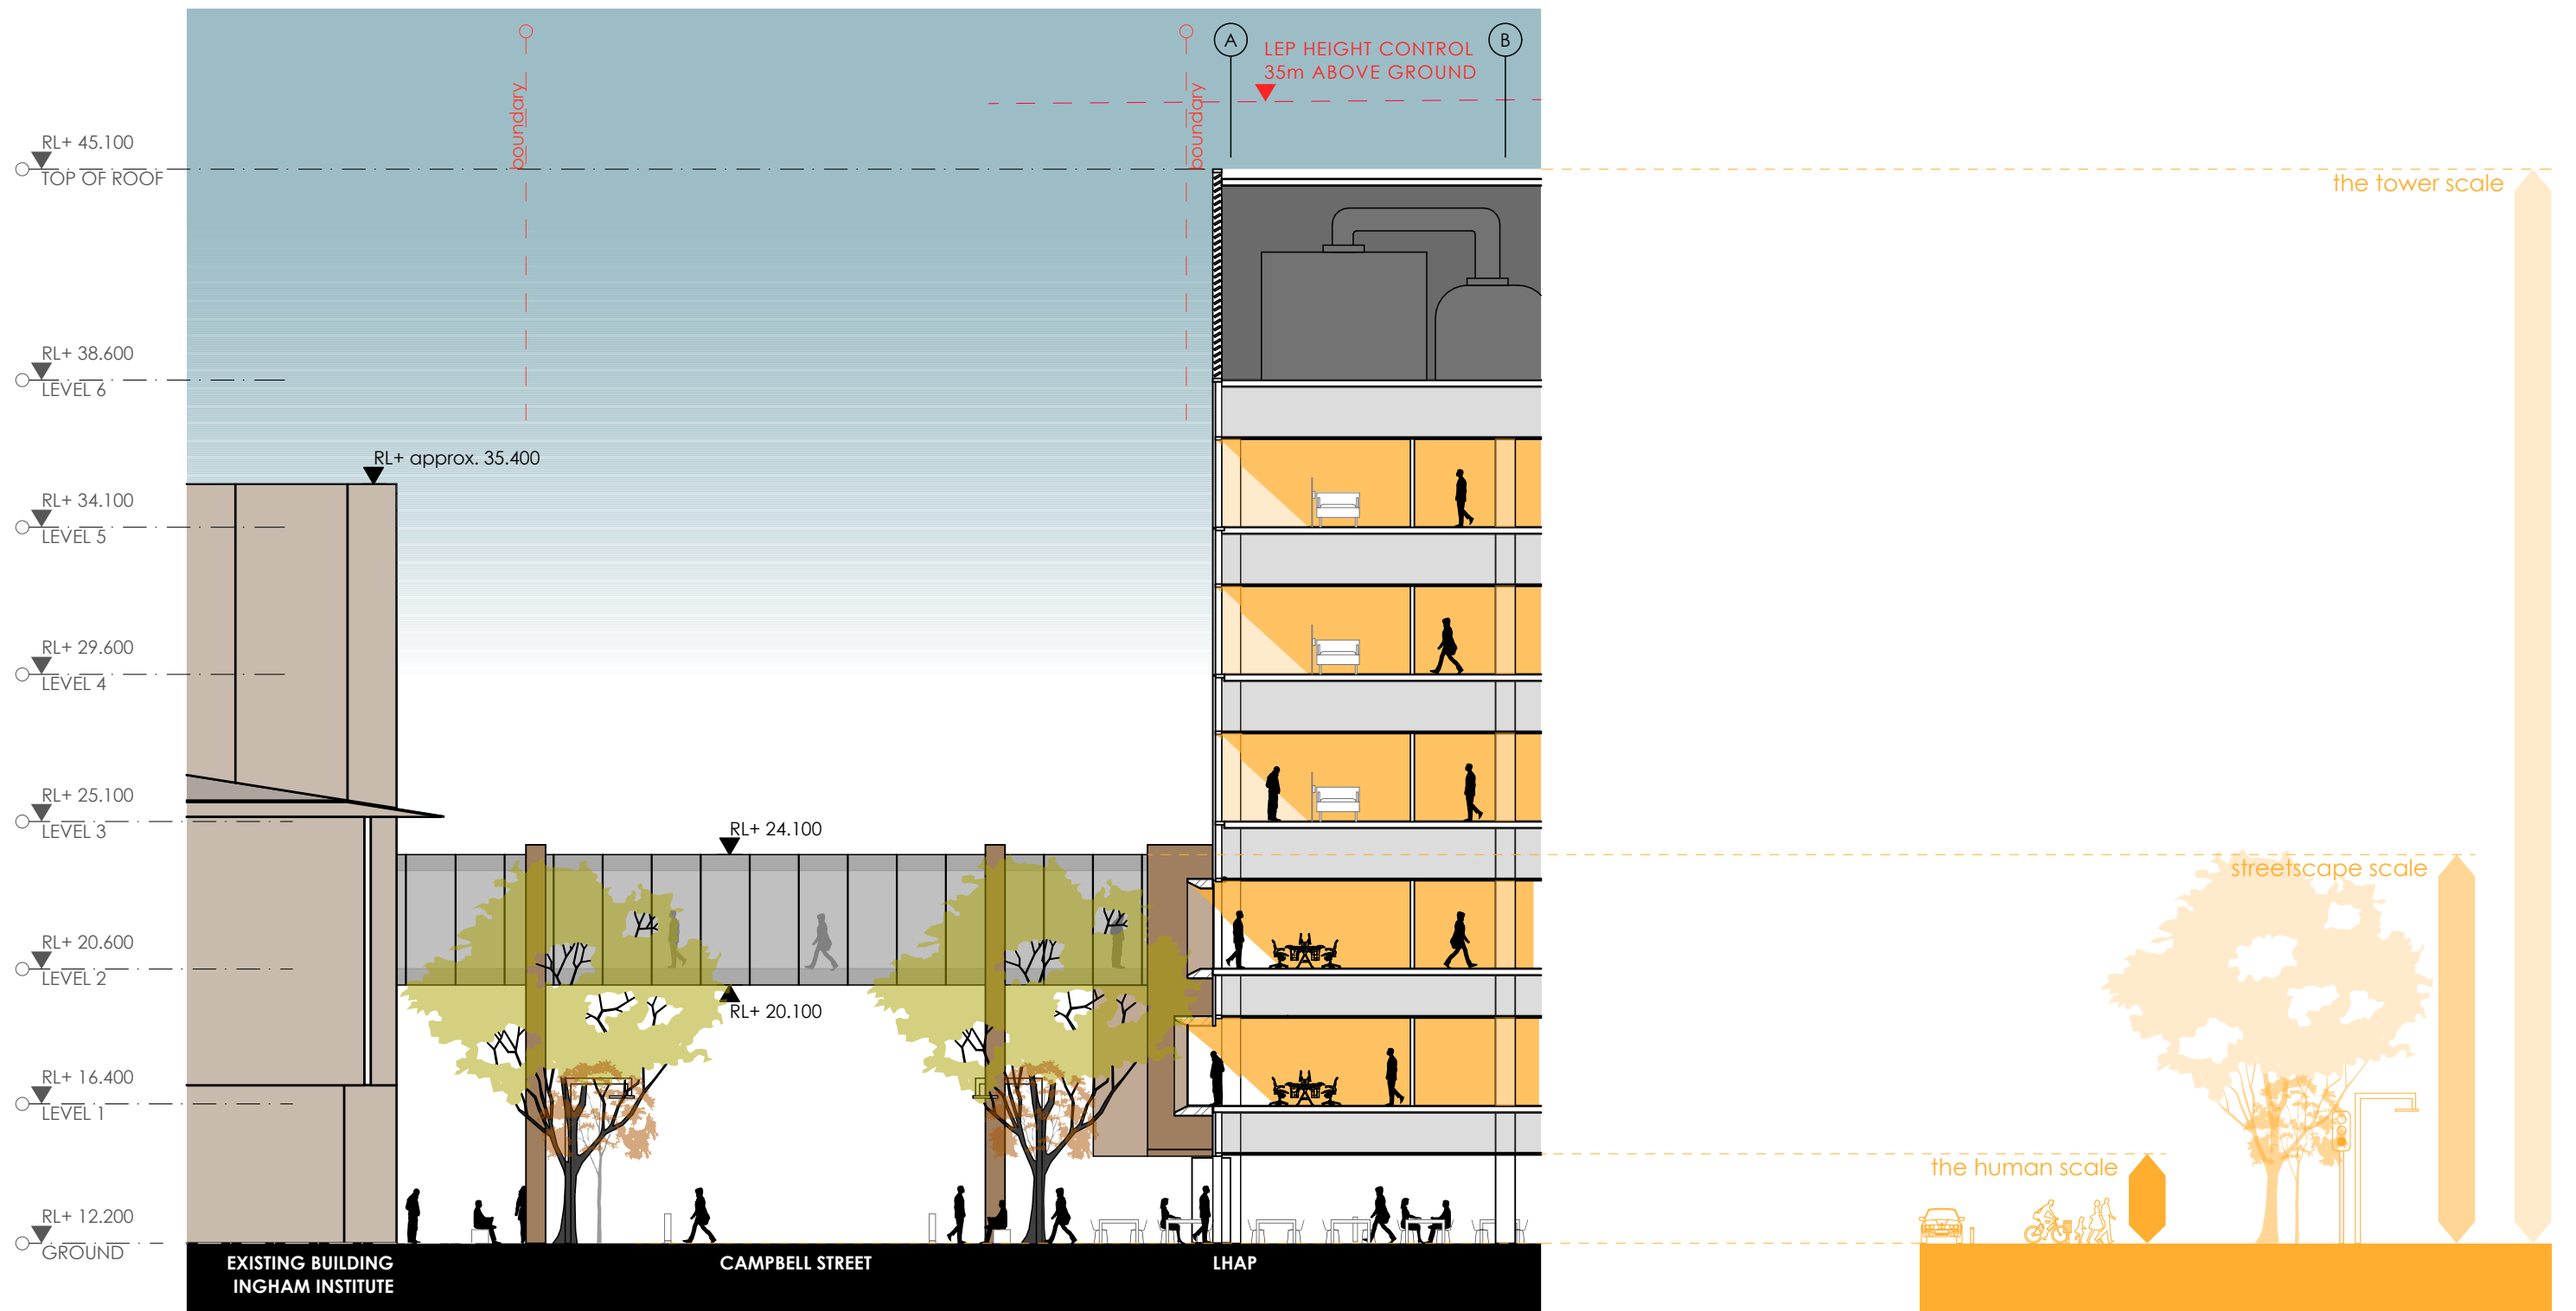 A
B
LEP HEIGHT CONTROL
35m ABOVE GROUND
boundary
boundary
RL+ 45.100
TOP OF ROOF
the tower scale
RL+ 38.600
LEVEL 6
RL+ approx. 35.400
RL+ 34.100
LEVEL 5
RL+ 29.600
LEVEL 4
RL+ 25.100
LEVEL 3
RL+ 24.100
streetscape scale
RL+ 20.600
LEVEL 2
RL+ 20.100
RL+ 16.400
LEVEL 1
the human scale
RL+ 12.200
GROUND
EXISTING BUILDING
INGHAM INSTITUTE
CAMPBELL STREET
LHAP